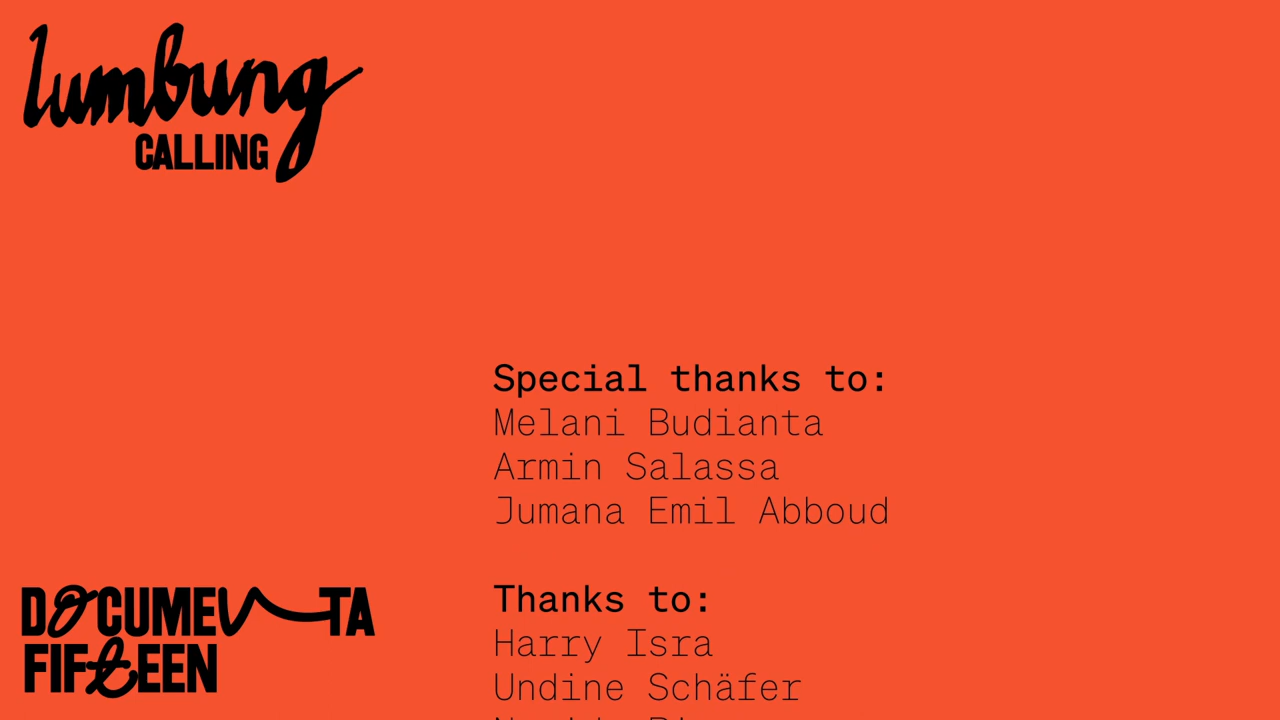 lumbung
CALLING
Special thanks to:
Melani Budianta
Armin Salassa
Jumana Emil Abboud
Thanks to:
Harry Isra
Undine Schäfer
DOCUMENTA
FIFTEEN